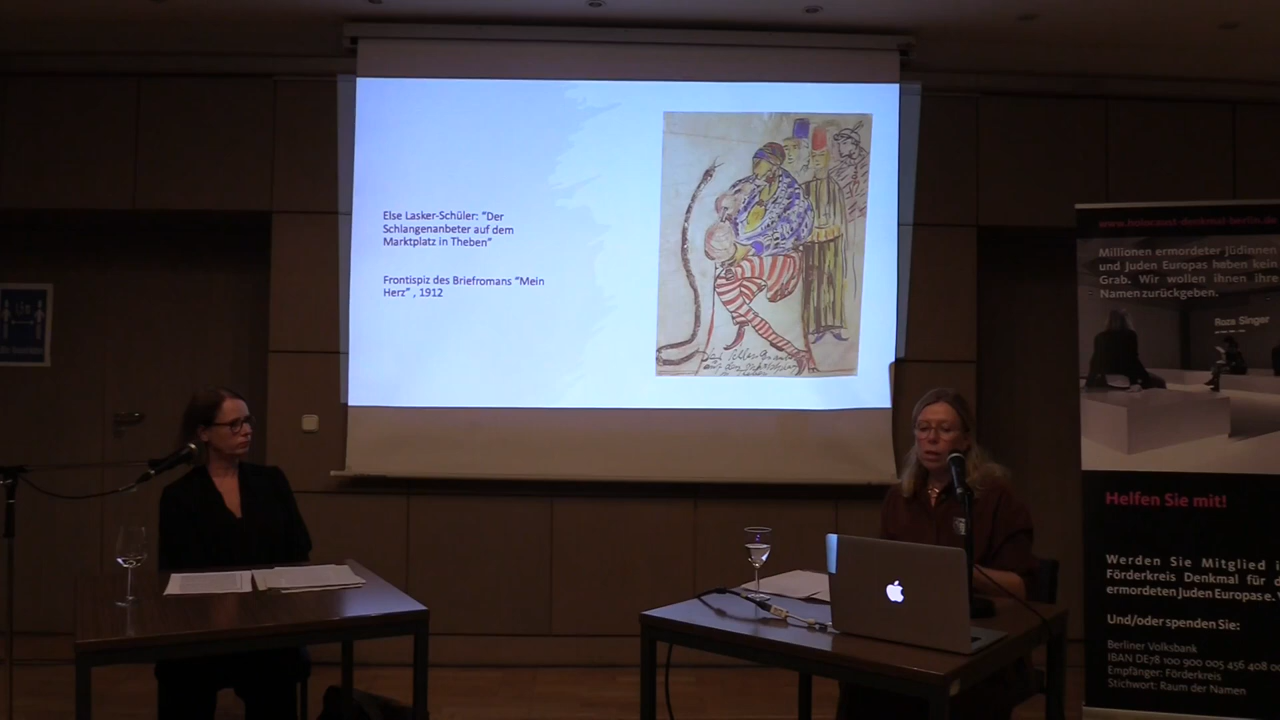 Else Lasker-Schüler: "Der
Schlangenanbeter auf dem
Marktplatz in Theben"
Frontispiz des Briefromans "Mein
Herz" , 1912
www.holocaust-denkmal-berlin.de
Millionen ermordeter Jüdinnen
und Juden Europas haben kein
Grab. Wir wollen ihnen ihre
Namen zurückgeben.
Roza Singer
Helfen Sie mit!
Werden Sie Mitglied i
Förderkreis Denkmal für d
ermordeten Juden Europas e.
Und/oder spenden Sie:
Berliner Volksbank
IBAN DE78 100 900 005 456 408 00
Empfänger: Förderkreis
Stichwort: Raum der Namen